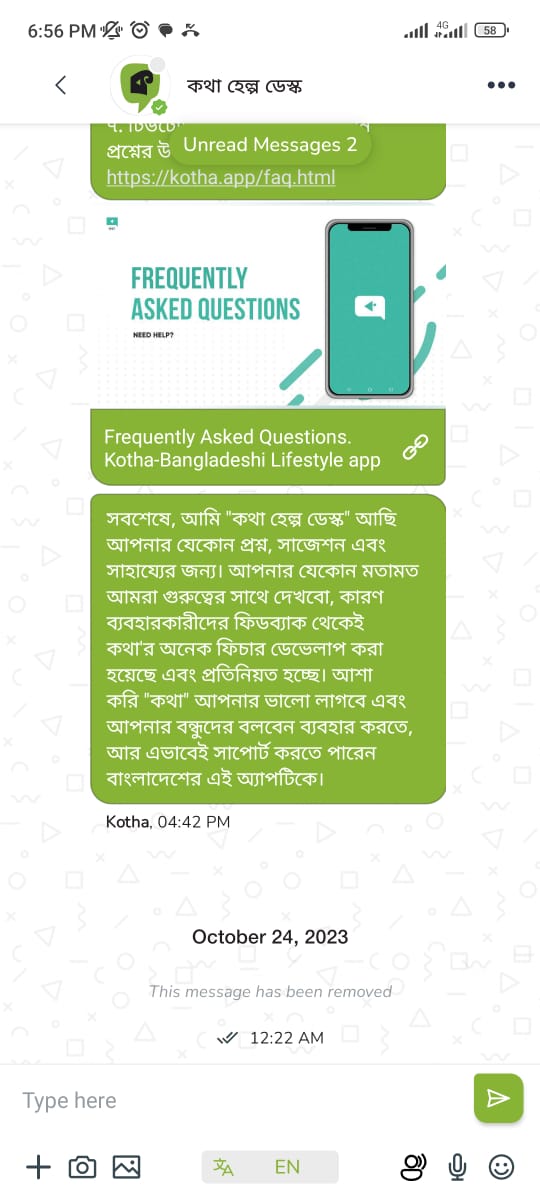 6:56 PM
4G
58
কথা হেল্প ডেস্ক
Unread Messages 2
প্রশ্নের
https://kotha.app/faq.html
FREQUENTLY
ASKED QUESTIONS
NEED HELP?
Frequently Asked Questions.
Kotha-Bangladeshi Lifestyle app
সবশেষে, আমি "কথা হেল্প ডেস্ক" আছি
আপনার যেকোন প্রশ্ন, সাজেশন এবং
সাহায্যের জন্য। আপনার যেকোন মতামত
আমরা গুরুত্বের সাথে দেখবো, কারণ
ব্যবহারকারীদের ফিডব্যাক থেকেই
কথা'র অনেক ফিচার ডেভেলাপ করা
হয়েছে এবং প্রতিনিয়ত হচ্ছে। আশা
করি "কথা" আপনার ভালো লাগবে এবং
আপনার বন্ধুদের বলবেন ব্যবহার করতে,
আর এভাবেই সাপোর্ট করতে পারেন
বাংলাদেশের এই অ্যাপটিকে।
Kotha, 04:42 PM
October 24, 2023
This message has been removed
12:22 AM
Type here
EN